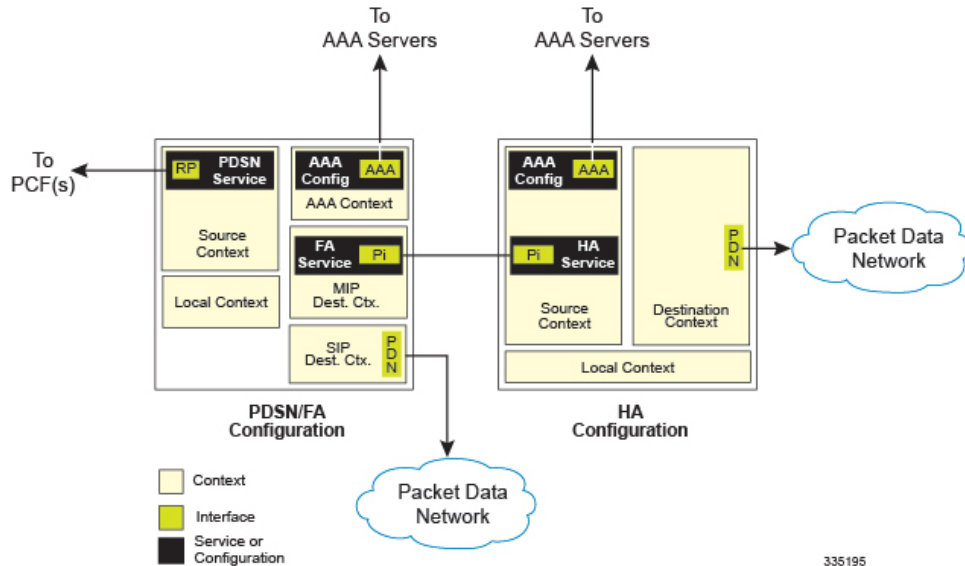 To
AAA Servers
To
AAA Servers
To
PCF(s)
RP
PDSN
Service
Source
Context
Local Context
AAA
Config
AAA
AAA Context
FA
Service
Pi
MIP
Dest. Ctx.
SIP
Dest. Ctx.
PDN
PDSN/FA
Configuration
AAA
Config
AAA
Pi
HA
Service
Source
Context
PDN
Destination
Context
Local Context
HA
Configuration
Packet Data
Network
Packet Data
Network
Context
Interface
Service or
Configuration
335195